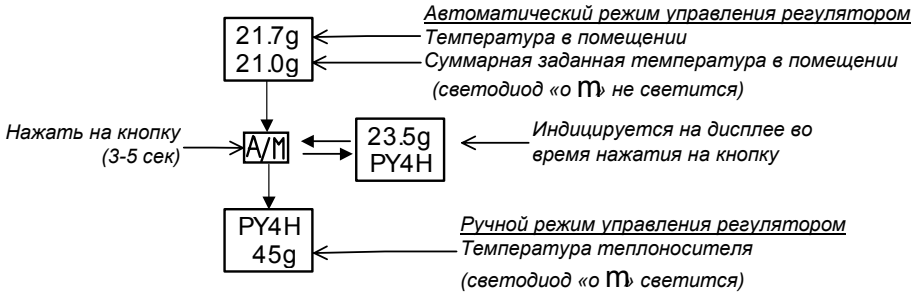 Автоматический режим управления регулятором
21.7g
Температура в помещении
21.0g
Суммарная заданная температура в помещении
(светодиод «о m» не светится)
Нажать на кнопку
(3-5 сек)
A/M
23.5g
PY4H
Индицируется на дисплее во
время нажатия на кнопку
PY4H
45g
Ручной режим управления регулятором
Температура теплоносителя
(светодиод «о m» светится)